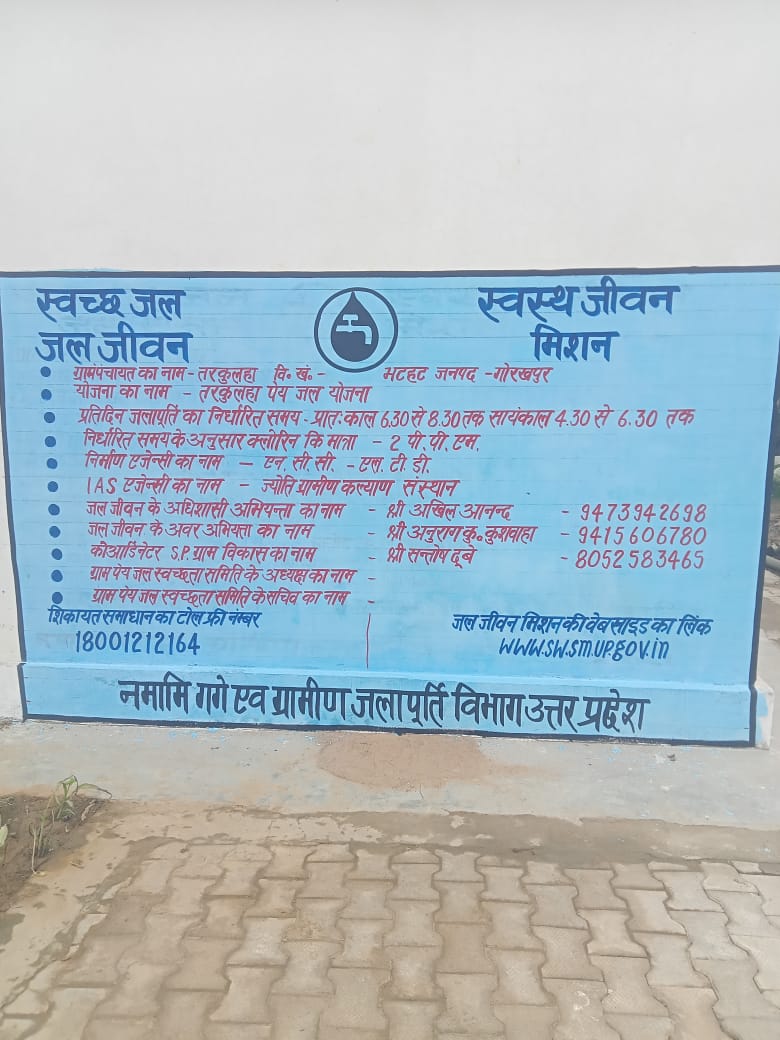 स्वच्छ जल स्वस्थ जीवन
जल जीवन मिशन
ग्रामपंचायत का नाम - तरकुलहा वि. खं. - भटहट जनपद - गोरखपुर
योजना का नाम - तरकुलहा पेय जल योजना
प्रतिदिन जलापूर्ति का निर्धारित समय - प्रातःकाल 6.30 से 8.30 तक सायंकाल 4.30 से 6.30 तक
निर्धारित समय के अनुसार क्लोरिन कि मात्रा - 2 पी. पी. एम.
निर्माण एजेन्सी का नाम - एन. सी. सी. - एल. टी. डी.
IAS एजेन्सी का नाम - ज्योति ग्रामीण कल्याण संस्थान
जल जीवन के अधिशासी अभियन्ता का नाम - श्री अखिल आनन्द - 9473942698
जल जीवन के अवर अभियता का नाम - श्री अनुराग कु० कुशवाहा - 9415606780
कोआर्डिनेटर S.P. ग्राम विकास का नाम - श्री सन्तोष दूबे - 8052583465
ग्राम पेय जल स्वच्छता समिति के अध्यक्ष का नाम -
ग्राम पेय जल स्वच्छता समिति के सचिव का नाम -
शिकायत समाधान का टोल फ्री नंम्बर जल जीवन मिशन की वेबसाइड का लिंक
18001212164 www.sw.sm.up.gov.in
नमामि गंगे एव ग्रामीण जलापूर्ति विभाग उत्तर प्रदेश